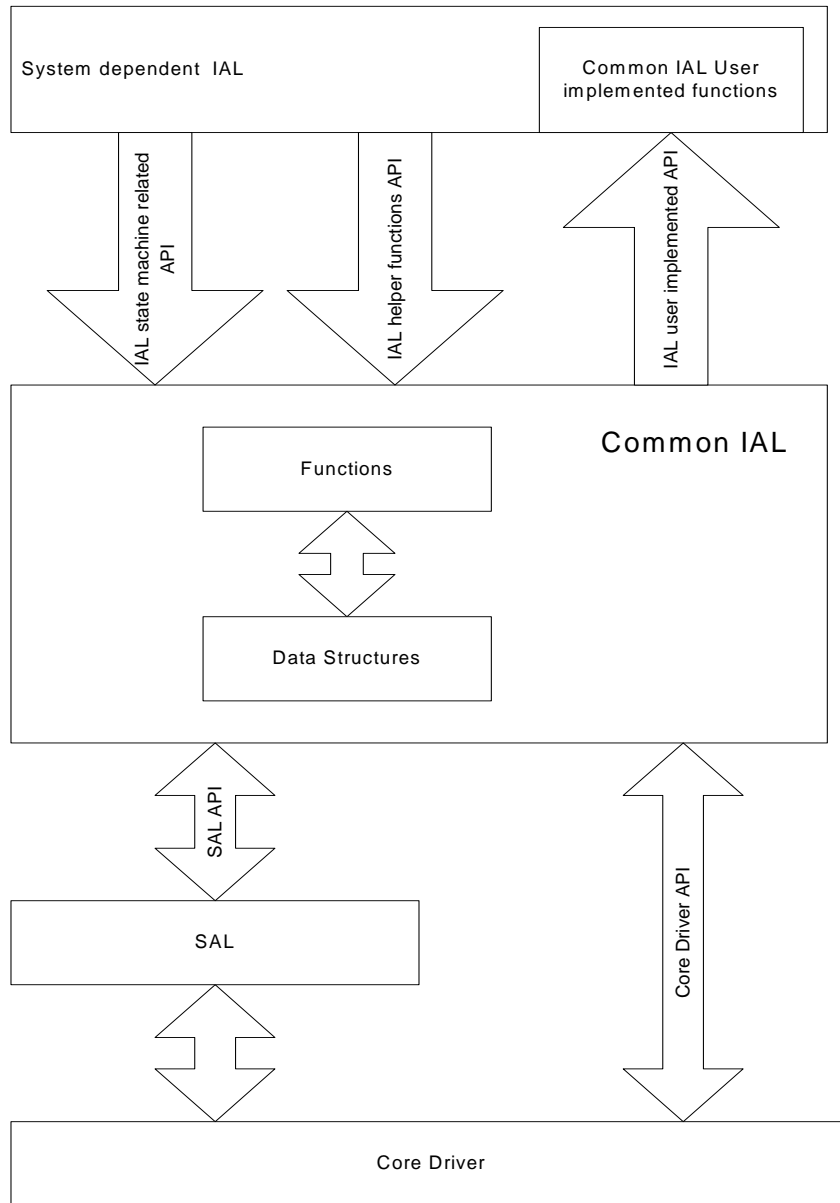 System dependent IAL
Common IAL User
implemented functions
IAL state machine related
API
IAL helper functions API
IAL user implemented API
Common IAL
Functions
Data Structures
SAL API
SAL
Core Driver API
Core Driver